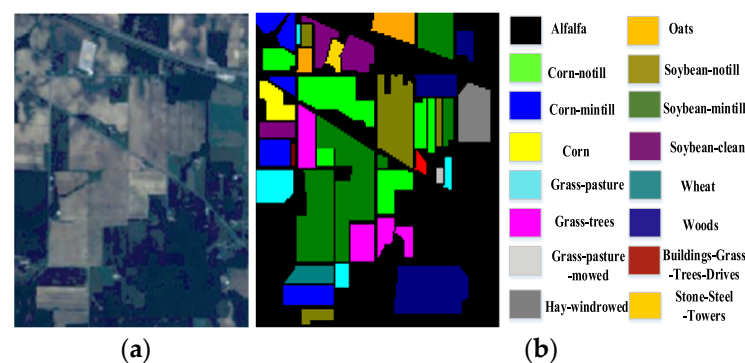 Alfalfa
Oats
Corn-notill
Soybean-notill
Corn-mintill
Soybean-mintill
Corn
Soybean-clean
Grass-pasture
Wheat
Grass-trees
Woods
Grass-pasture
-mowed
Buildings-Grass
-Trees-Drives
Hay-windrowed
Stone-Steel
-Towers
(a)
(b)